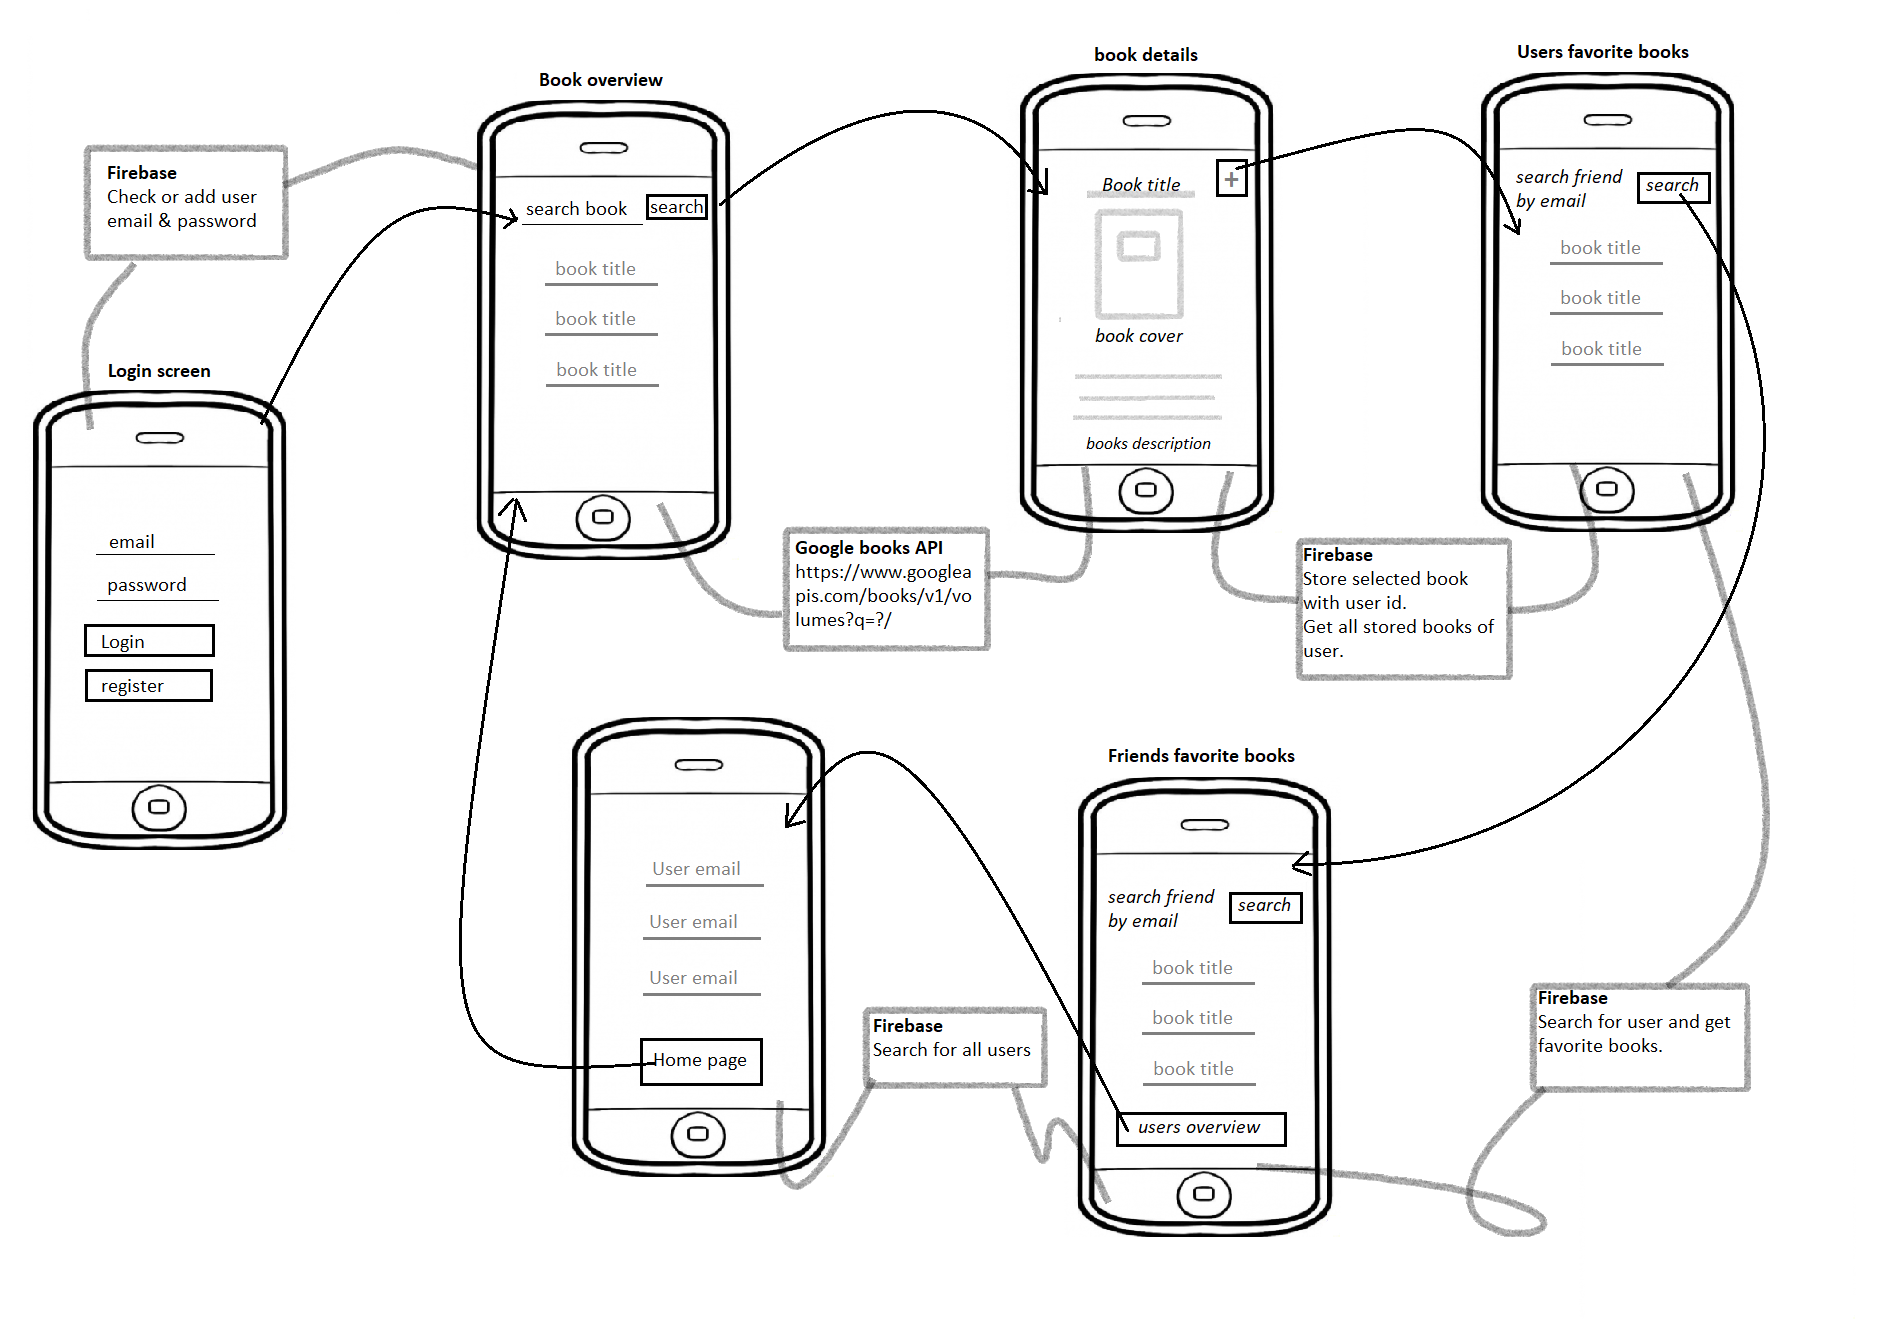 Login screen
email
password
Login
register
Firebase
Check or add user
email & password
Book overview
search book
search
book title
book title
book title
Google books API
https://www.googlea
pis.com/books/v1/vo
lumes?q=?/
book details
Book title
+
book cover
books description
Firebase
Store selected book
with user id.
Get all stored books of
user.
Users favorite books
search friend
by email
search
book title
book title
book title
Firebase
Search for user and get
favorite books.
Friends favorite books
search friend
by email
search
book title
book title
book title
users overview
Firebase
Search for all users
User email
User email
User email
Home page